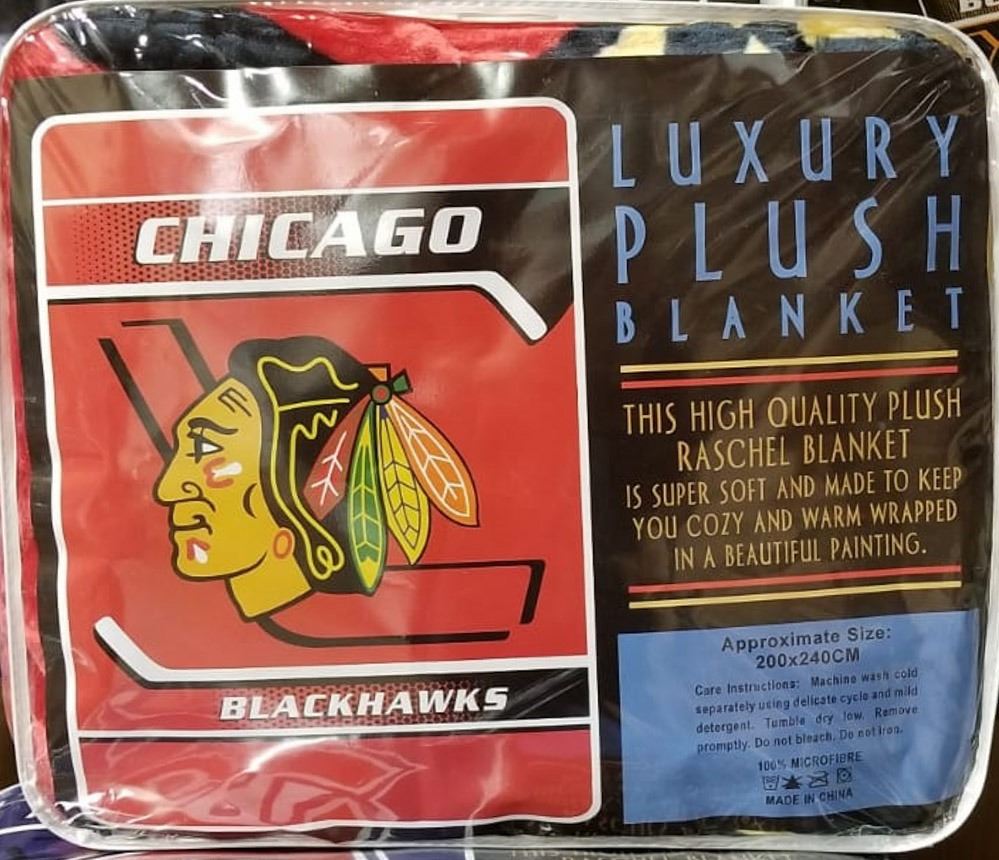 CHICAGO
BLACKHAWKS
LUXURY
PLUSH
BLANKET
THIS HIGH QUALITY PLUSH
RASCHEL BLANKET
IS SUPER SOFT AND MADE TO KEEP
YOU COZY AND WARM WRAPPED
IN A BEAUTIFUL PAINTING.
Approximate Size:
200x240CM
Care Instructions: Machine wash cold
separately using delicate cycle and mild
detergent. Tumble dry low. Remove
promptly. Do not bleach. Do not iron.
100% MICROFIBRE
MADE IN CHINA